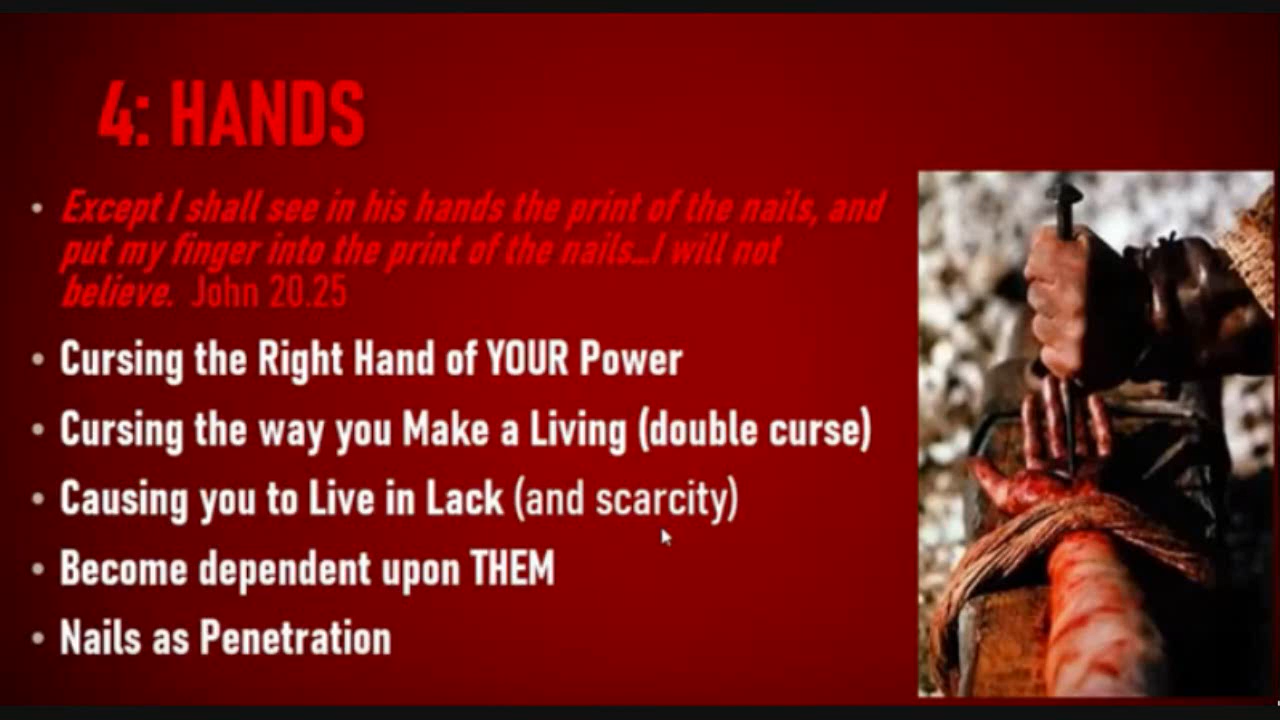 4: HANDS
Except I shall see in his hands the print of the nails, and
put my finger into the print of the nails...I will not
believe. John 20.25
Cursing the Right Hand of YOUR Power
Cursing the way you Make a Living (double curse)
Causing you to Live in Lack (and scarcity)
Become dependent upon THEM
Nails as Penetration